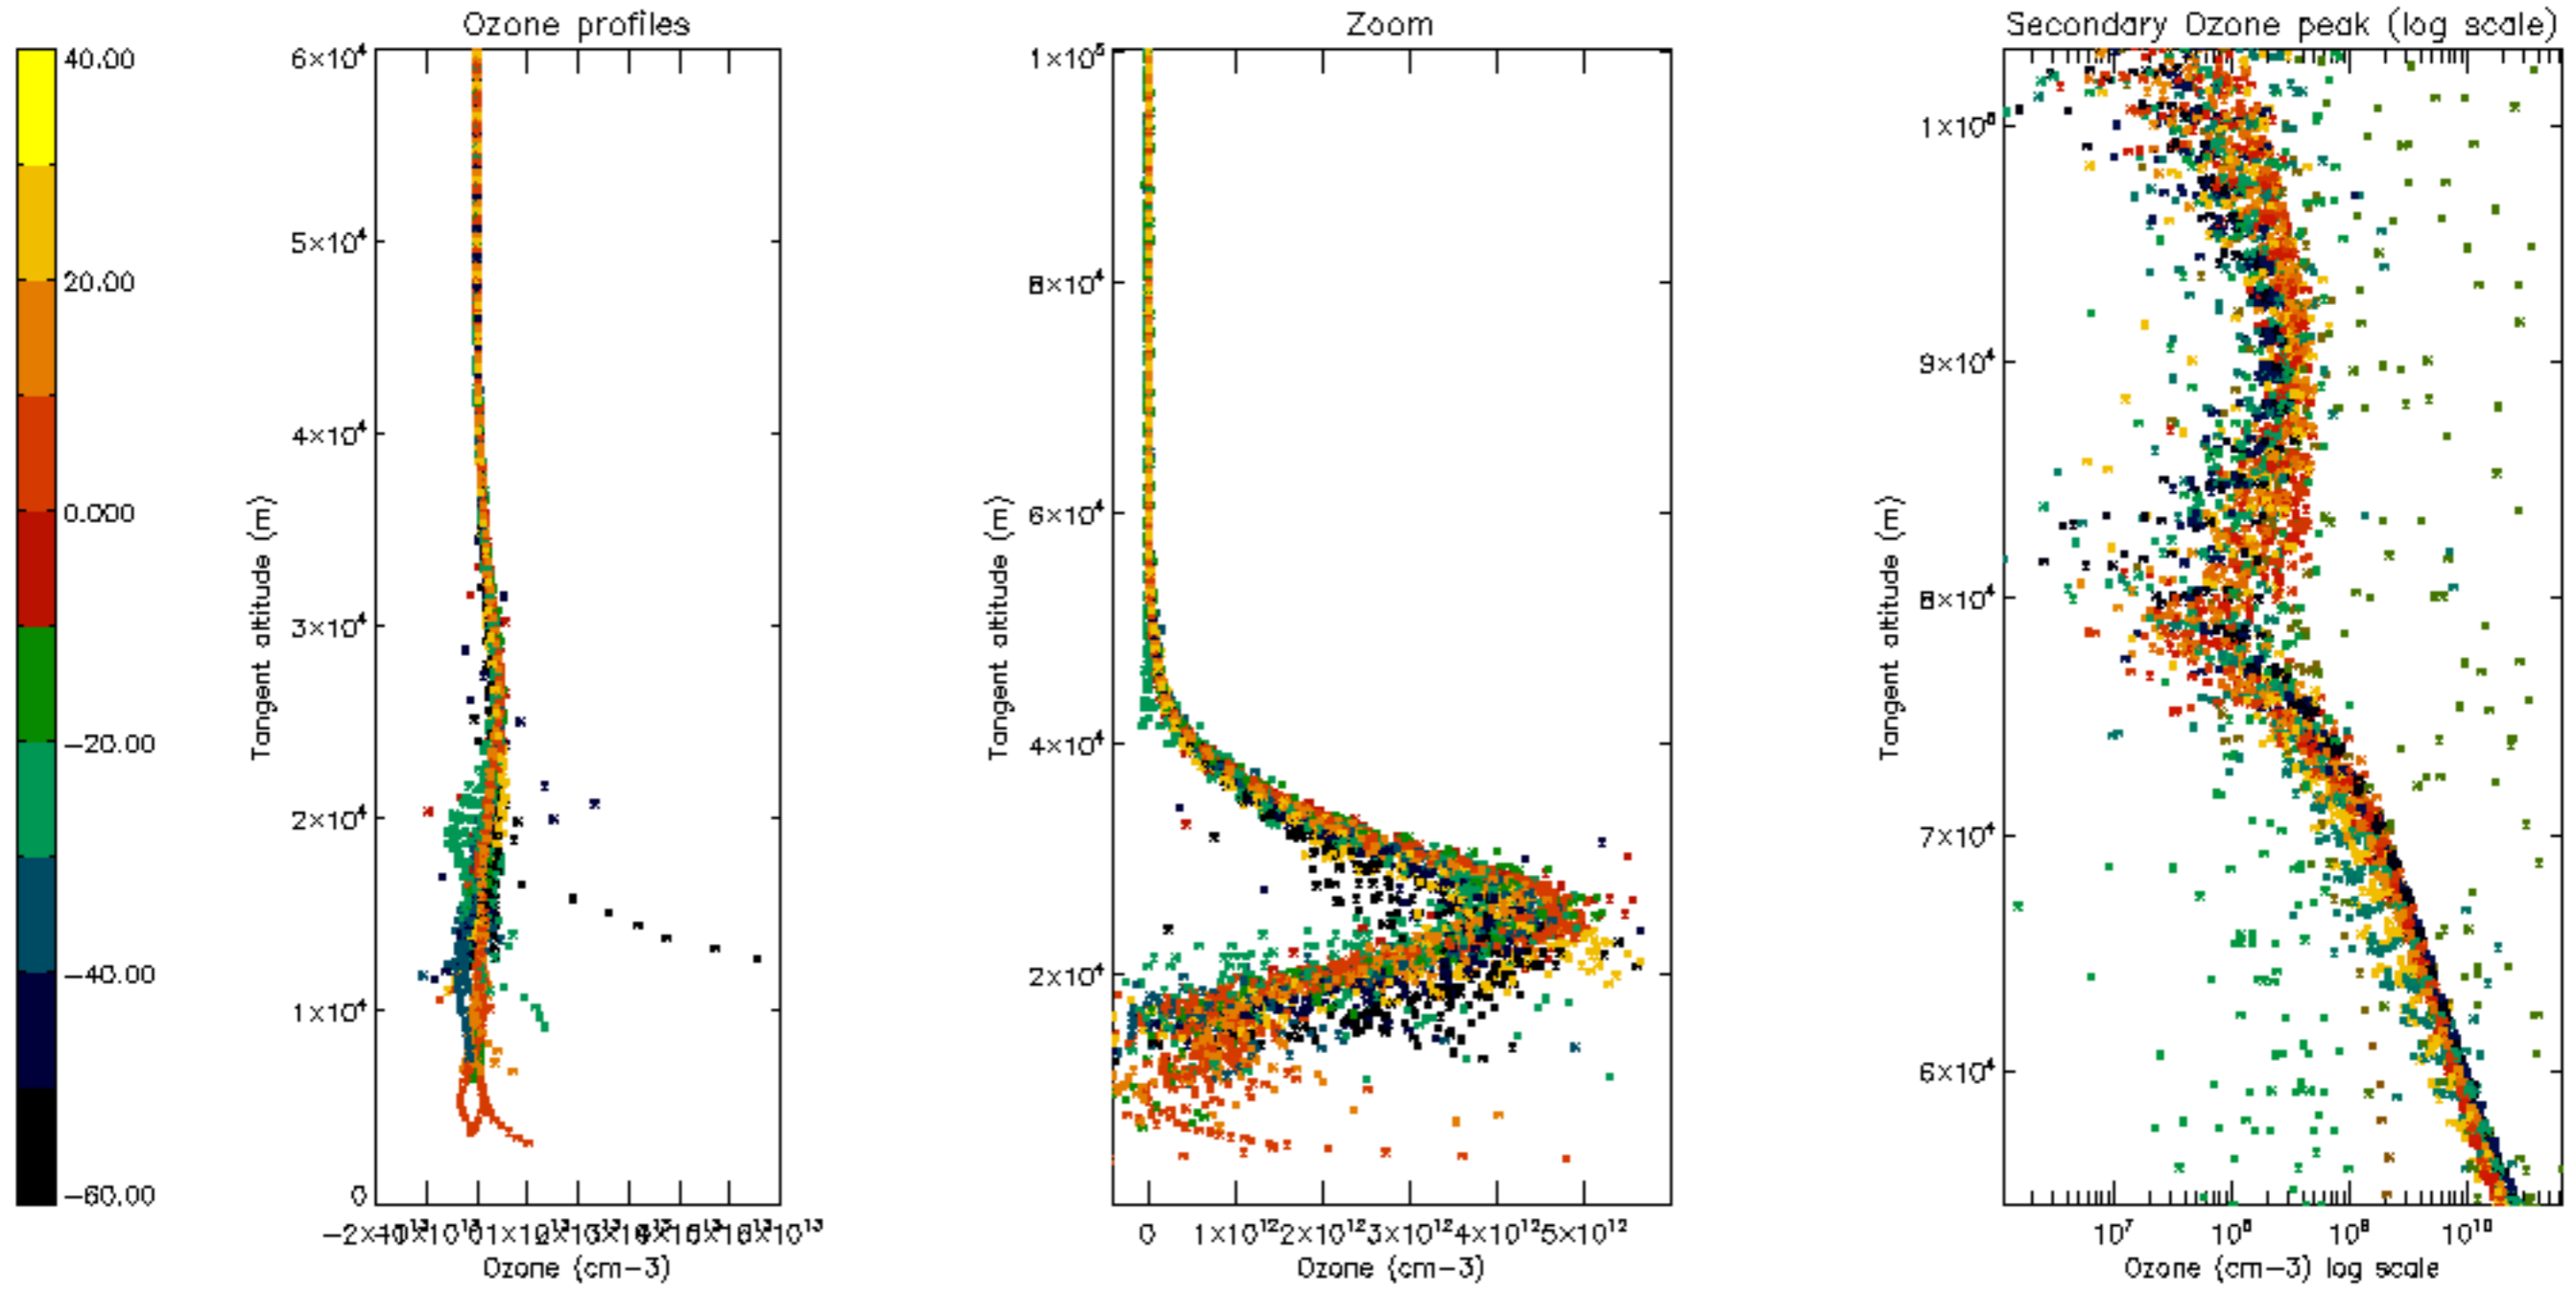 Ozone profiles
Zoom
Secondary Ozone peak (log scale)
40.00
20.00
0.000
−20.00
−40.00
−60.00
6×10⁴
5×10⁴
4×10⁴
3×10⁴
2×10⁴
1×10⁴
0
Tangent altitude (m)
Ozone (cm−3)
1×10⁵
8×10⁴
6×10⁴
4×10⁴
2×10⁴
Tangent altitude (m)
0 1×10¹² 2×10¹² 3×10¹² 4×10¹² 5×10¹²
Ozone (cm−3)
1×10⁵
9×10⁴
8×10⁴
7×10⁴
6×10⁴
Tangent altitude (m)
10⁷ 10⁸ 10⁹ 10¹⁰
Ozone (cm−3) log scale